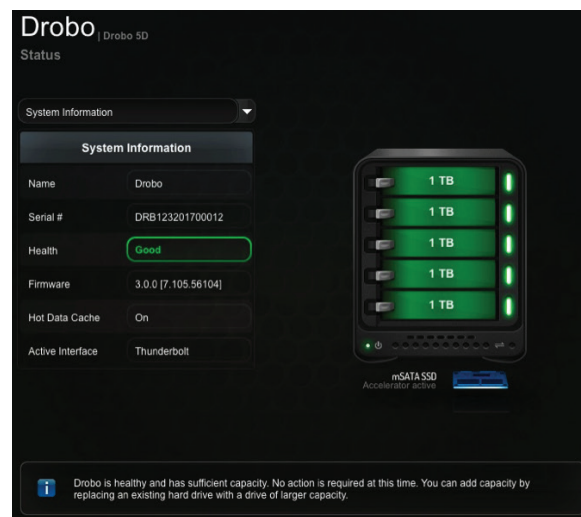 Drobo | Drobo 5D
Status
System Information
System Information
Name Drobo
Serial # DRB123201700012
Health Good
Firmware 3.0.0 [7.105.56104]
Hot Data Cache On
Active Interface Thunderbolt
1 TB
1 TB
1 TB
1 TB
1 TB
mSATA SSD
Accelerator active
Drobo is healthy and has sufficient capacity. No action is required at this time. You can add capacity by
replacing an existing hard drive with a drive of larger capacity.